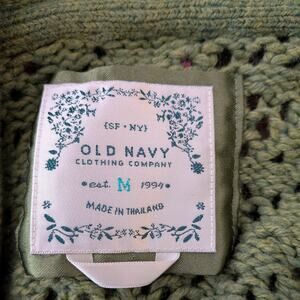 {SF • NY}
OLD NAVY
CLOTHING COMPANY
• est. M 1994 •
MADE IN THAILAND